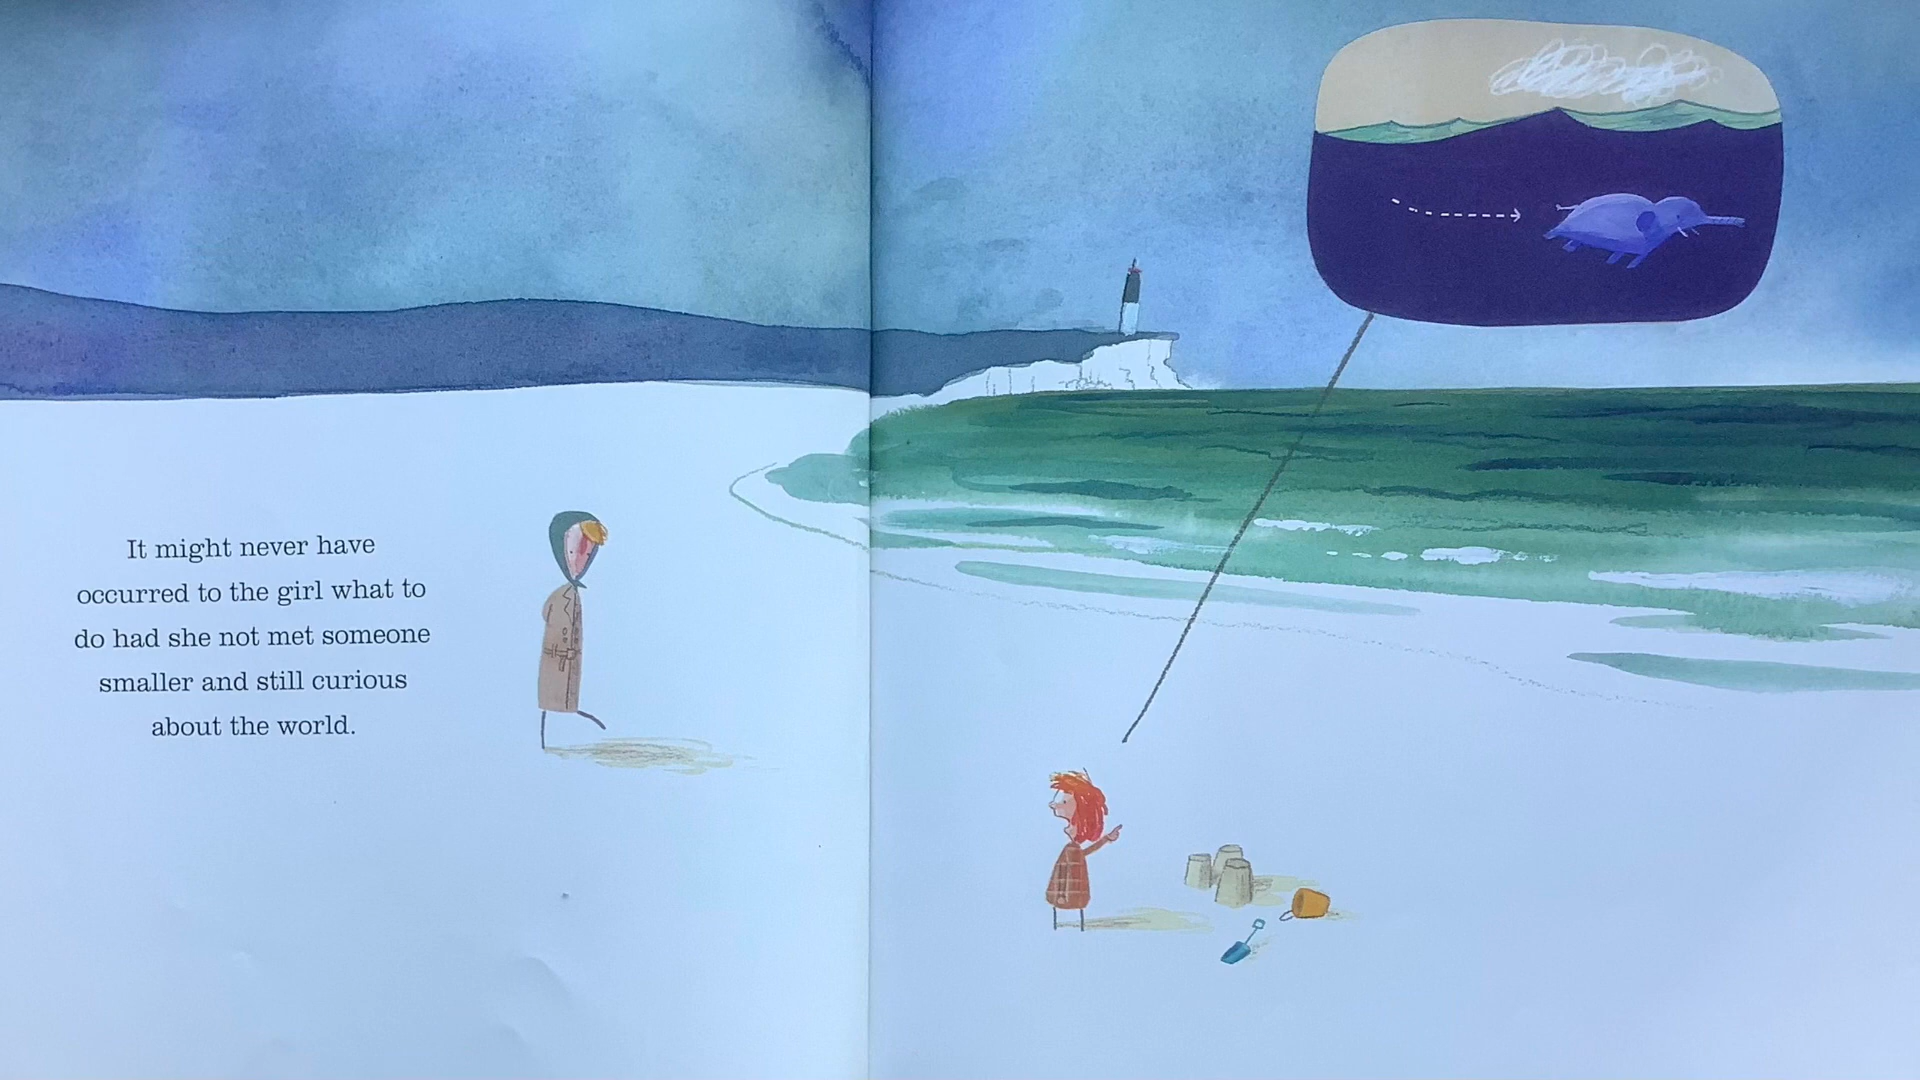 It might never have
occurred to the girl what to
do had she not met someone
smaller and still curious
about the world.